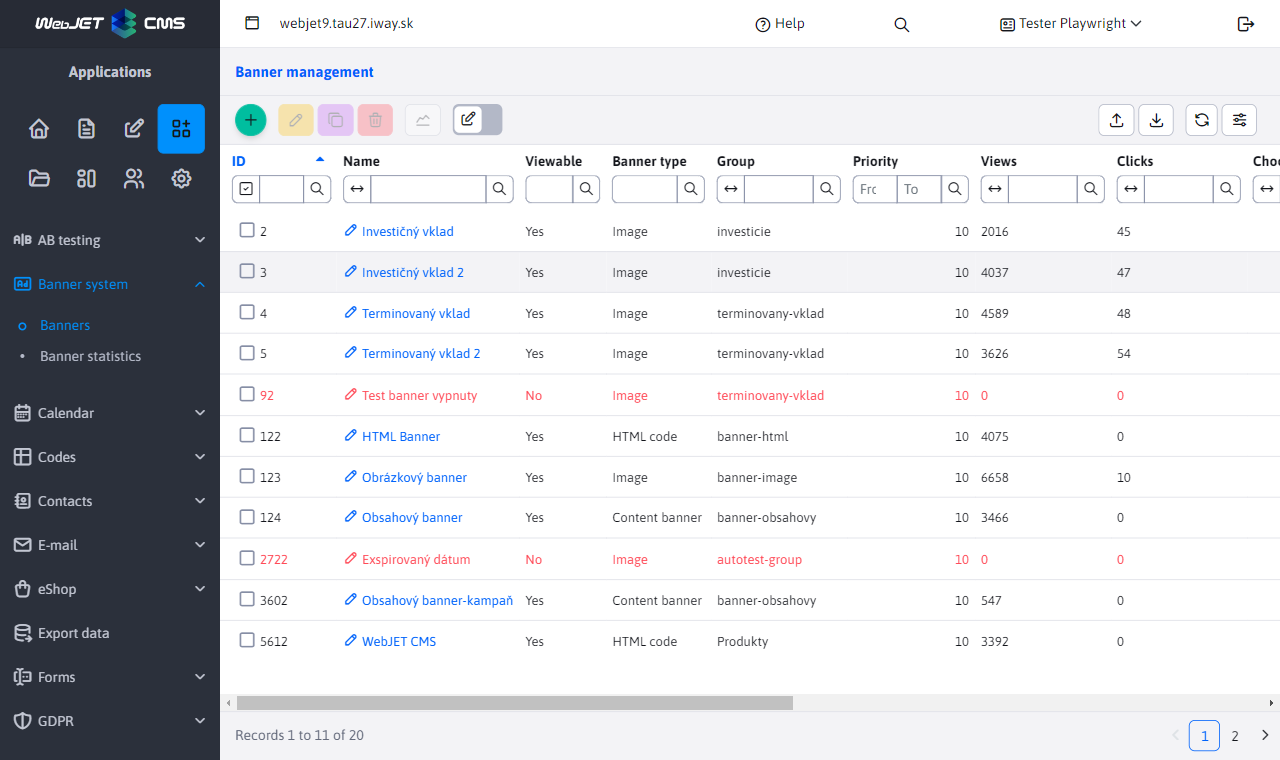 WebJET CMS
webjet9.tau27.iway.sk
Help
Tester Playwright
Applications
A|B AB testing
Ad Banner system
Banners
Banner statistics
Calendar
Codes
Contacts
E-mail
eShop
Export data
Forms
GDPR
Banner management
ID Name Viewable Banner type Group Priority Views Clicks
From To
2 Investičný vklad Yes Image investicie 10 2016 45
3 Investičný vklad 2 Yes Image investicie 10 4037 47
4 Terminovaný vklad Yes Image terminovany-vklad 10 4589 48
5 Terminovaný vklad 2 Yes Image terminovany-vklad 10 3626 54
92 Test banner vypnuty No Image terminovany-vklad 10 0 0
122 HTML Banner Yes HTML code banner-html 10 4075 0
123 Obrázkový banner Yes Image banner-image 10 6658 10
124 Obsahový banner Yes Content banner banner-obsahovy 10 3466 0
2722 Exspirovaný dátum No Image autotest-group 10 0 0
3602 Obsahový banner-kampaň Yes Content banner banner-obsahovy 10 547 0
5612 WebJET CMS Yes HTML code Produkty 10 3392 0
Records 1 to 11 of 20
1 2